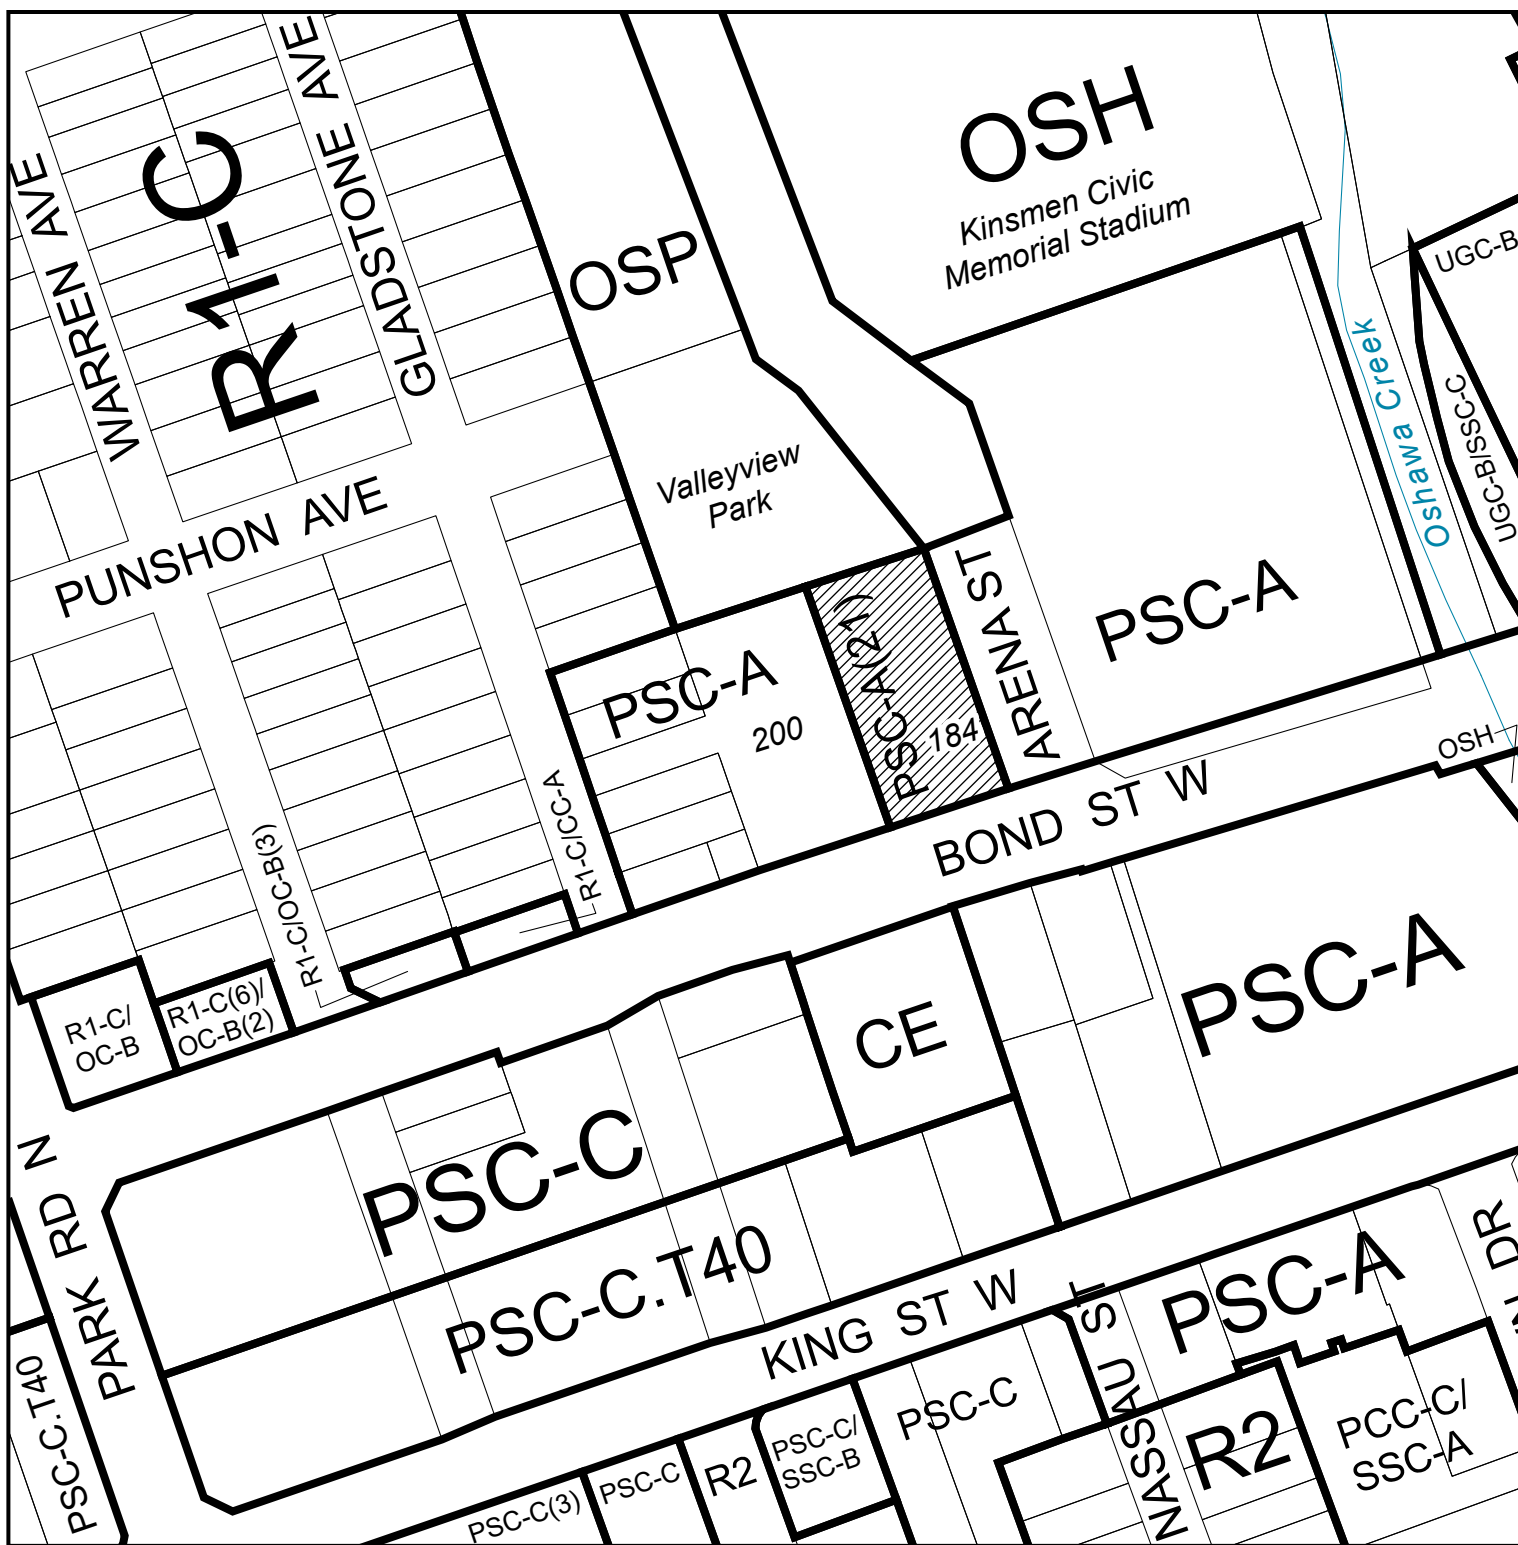 WARREN AVE
R1-C
GLADSTONE AVE
OSP
OSH
Kinsmen Civic
Memorial Stadium
UGC-B
Oshawa Creek
UGC-B/SSC-C
Valleyview
Park
PUNSHON AVE
PSC-A
200
PSC-A(21)
184
ARENA ST
PSC-A
OSH
BOND ST W
R1-C/CC-A
R1-C/OC-B(3)
R1-C/
OC-B
R1-C(6)/
OC-B(2)
CE
PSC-A
PARK RD N
PSC-C
PSC-C.T40
KING ST W
PSC-C.T40
PSC-C(3)
PSC-C
R2
PSC-C/
SSC-B
PSC-C
NASSAU ST
PSC-A
R2
PCC-C/
SSC-A
DR